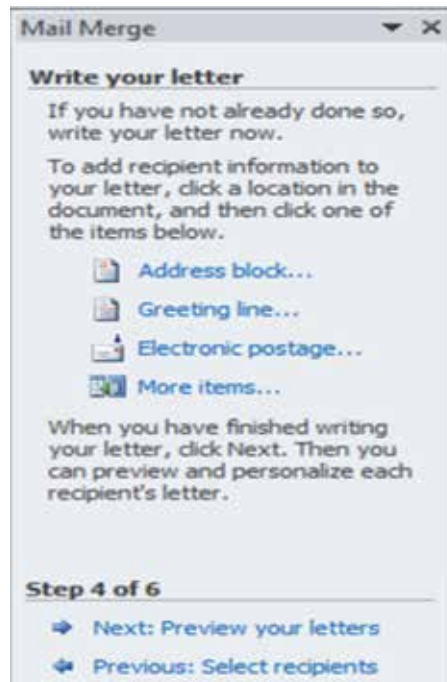 Mail Merge
Write your letter
If you have not already done so,
write your letter now.
To add recipient information to
your letter, click a location in the
document, and then click one of
the items below.
Address block...
Greeting line...
Electronic postage...
More items...
When you have finished writing
your letter, click Next. Then you
can preview and personalize each
recipient's letter.
Step 4 of 6
Next: Preview your letters
Previous: Select recipients